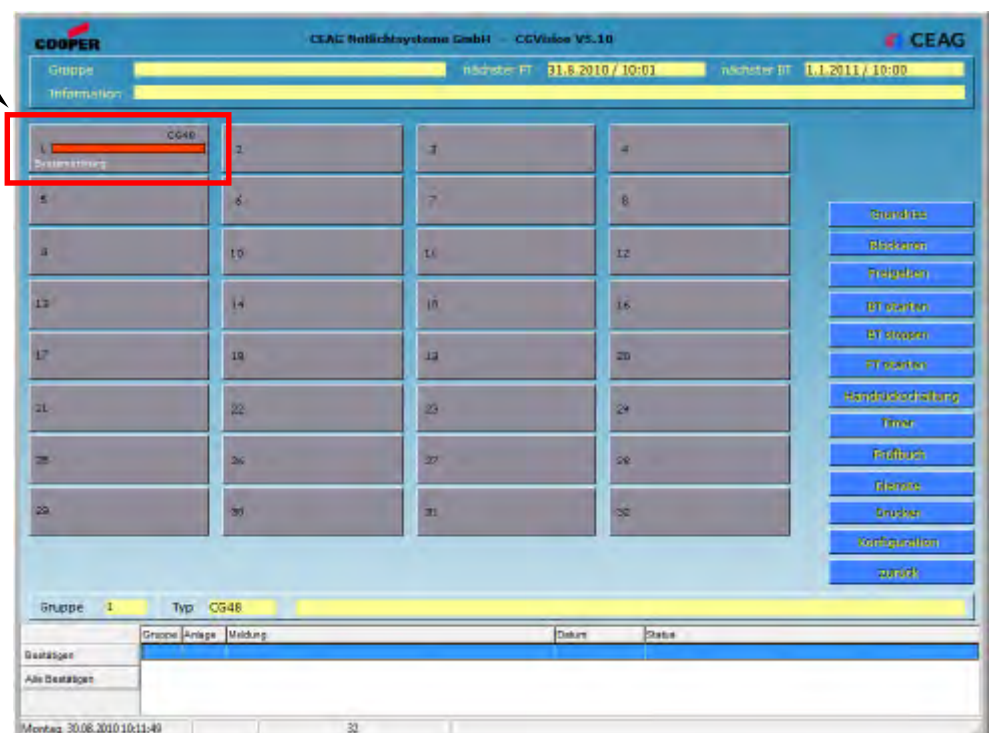 COOPER
CEAG Notlichtsysteme GmbH - CGVision V5.10
CEAG
Gruppe
nächster FT
31.8.2010 / 10:01
nächster BT
1.1.2011 / 10:00
Information
1
CG48
Systemstörung
2
3
4
5
6
7
8
9
10
11
12
13
14
15
16
17
18
19
20
21
22
23
24
25
26
27
28
29
30
31
32
Grundriss
Blockieren
Freigeben
BT starten
BT stoppen
FT starten
Handrückschaltung
Timer
Prüfbuch
Dienste
Drucker
Konfiguration
zurück
Gruppe 1 Typ CG48
Gruppe Anlage Meldung Datum Status
Bestätigen
Alle Bestätigen
Montag 30.08.2010 10:11:49 32